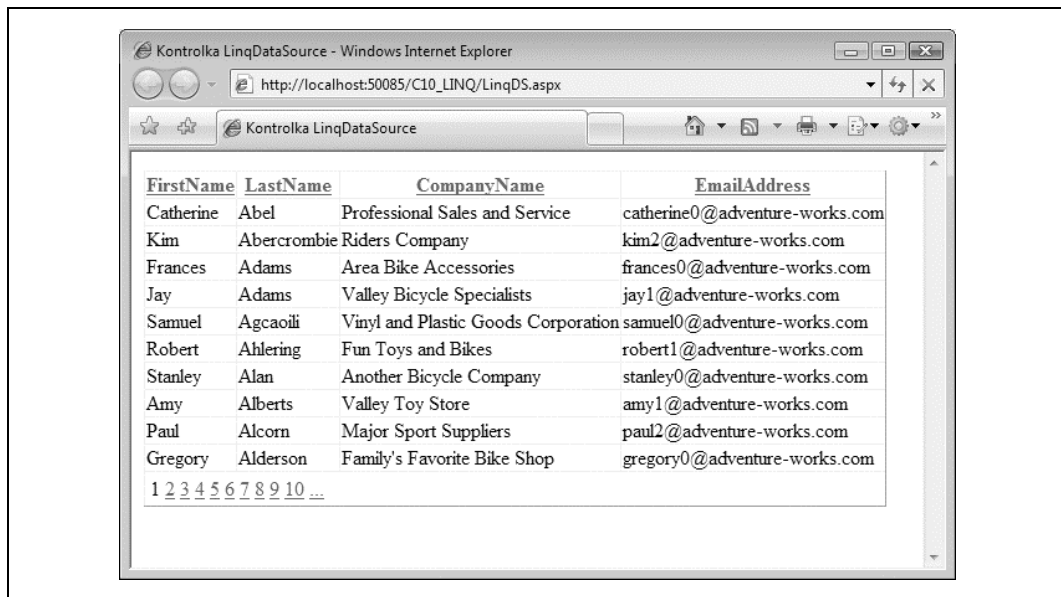 Kontrolka LinqDataSource - Windows Internet Explorer
http://localhost:50085/C10_LINQ/LinqDS.aspx
Kontrolka LinqDataSource
FirstName LastName CompanyName EmailAddress
Catherine Abel Professional Sales and Service catherine0@adventure-works.com
Kim Abercrombie Riders Company kim2@adventure-works.com
Frances Adams Area Bike Accessories frances0@adventure-works.com
Jay Adams Valley Bicycle Specialists jay1@adventure-works.com
Samuel Agcaoili Vinyl and Plastic Goods Corporation samuel0@adventure-works.com
Robert Ahlering Fun Toys and Bikes robert1@adventure-works.com
Stanley Alan Another Bicycle Company stanley0@adventure-works.com
Amy Alberts Valley Toy Store amy1@adventure-works.com
Paul Alcorn Major Sport Suppliers paul2@adventure-works.com
Gregory Alderson Family's Favorite Bike Shop gregory0@adventure-works.com
1 2 3 4 5 6 7 8 9 10 ...